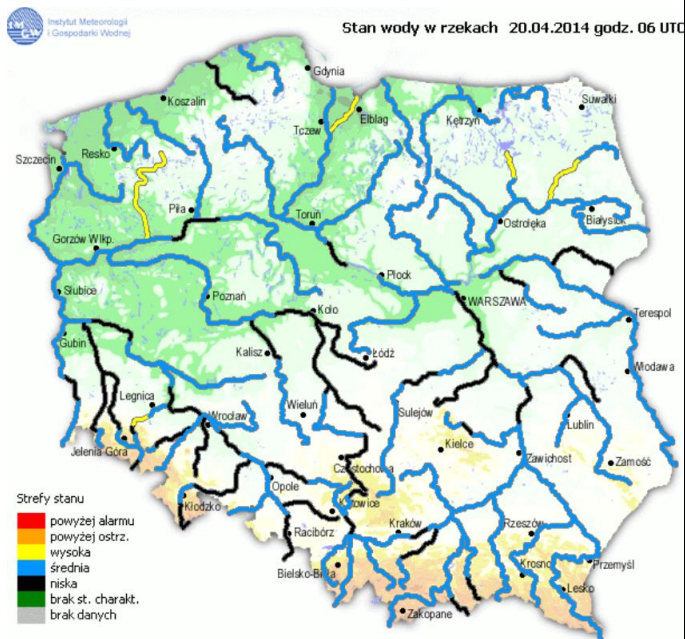 Instytut Meteorologii
i Gospodarki Wodnej
Stan wody w rzekach 20.04.2014 godz. 06 UTC
Gdynia
Koszalin
Suwałki
Elbląg
Tczew
Kętrzyn
Resko
Szczecin
Piła
Toruń
Białystok
Ostrołęka
Gorzów Wlkp.
Płock
Słubice
Poznań
WARSZAWA
Koło
Terespol
Gubin
Kalisz
Łódź
Włodawa
Legnica
Wieluń
Sulejów
Wrocław
Lublin
Jelenia Góra
Kielce
Zawichost
Zamość
Częstochowa
Opole
Kłodzko
Katowice
Kraków
Rzeszów
Racibórz
Przemyśl
Krosno
Bielsko-Biała
Lesko
Zakopane
Strefy stanu
powyżej alarmu
powyżej ostrz.
wysoka
średnia
niska
brak st. charakt.
brak danych